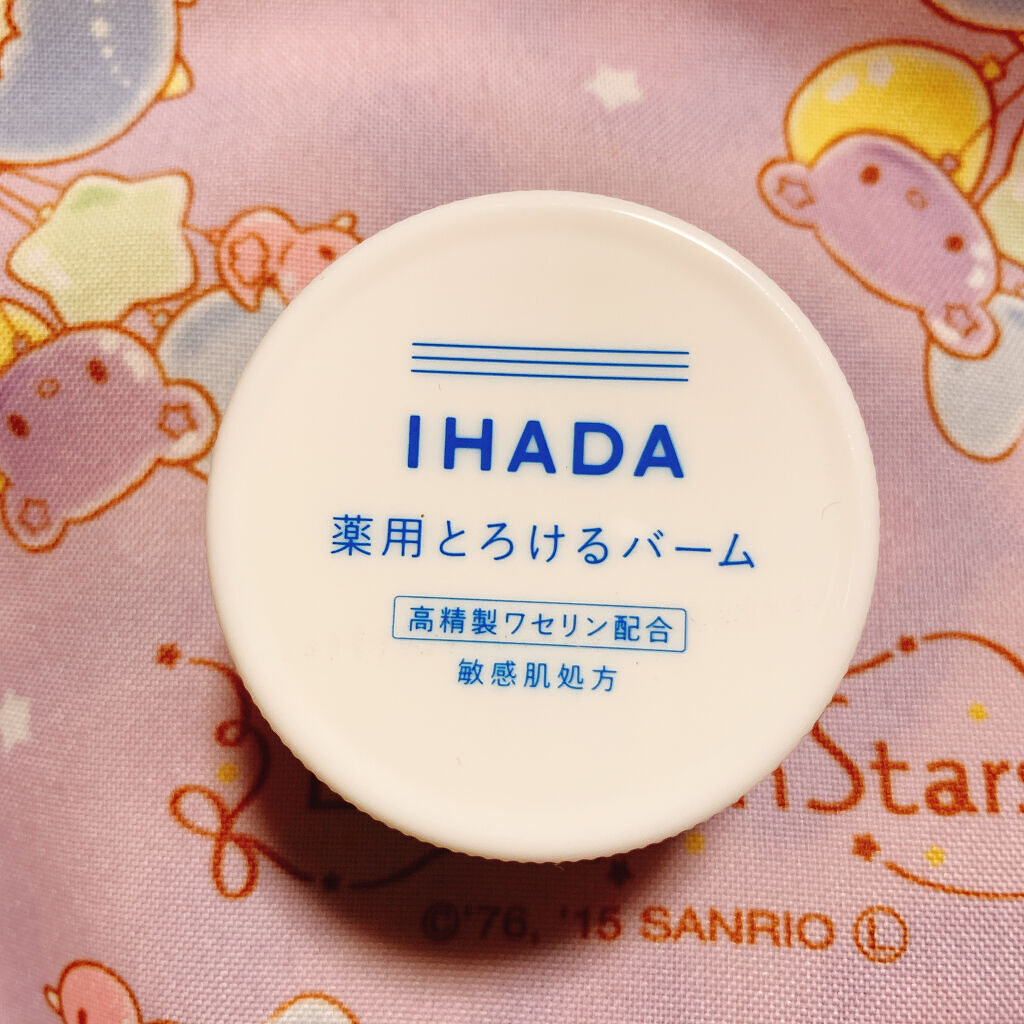 IHADA
薬用とろけるバーム
高精製ワセリン配合
敏感肌処方
Stars
©'76, '15 SANRIO Ⓛ